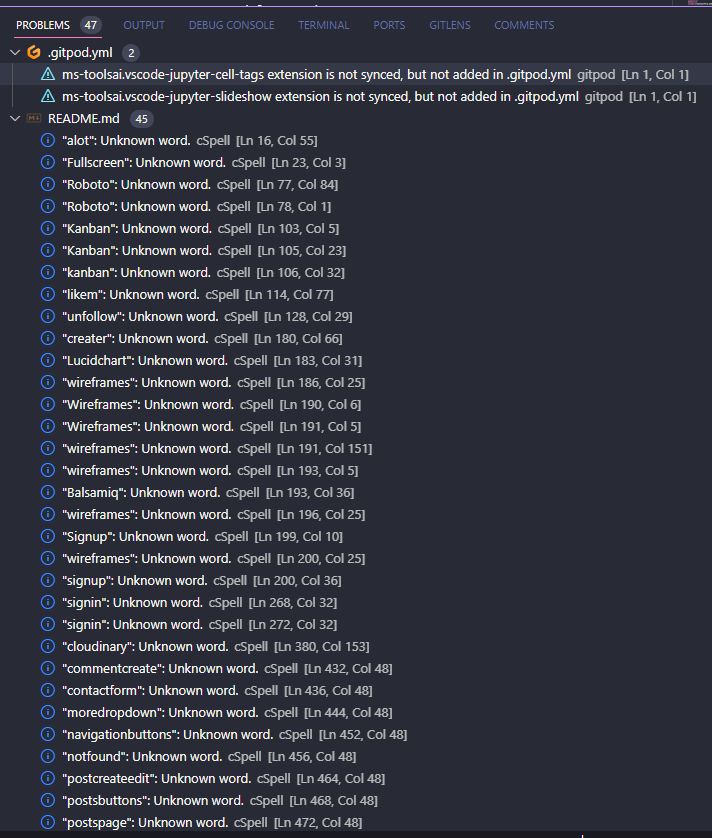 PROBLEMS 47 OUTPUT DEBUG CONSOLE TERMINAL PORTS GITLENS COMMENTS
.gitpod.yml 2
ms-toolsai.vscode-jupyter-cell-tags extension is not synced, but not added in .gitpod.yml gitpod [Ln 1, Col 1]
ms-toolsai.vscode-jupyter-slideshow extension is not synced, but not added in .gitpod.yml gitpod [Ln 1, Col 1]
README.md 45
"alot": Unknown word. cSpell [Ln 16, Col 55]
"Fullscreen": Unknown word. cSpell [Ln 23, Col 3]
"Roboto": Unknown word. cSpell [Ln 77, Col 84]
"Roboto": Unknown word. cSpell [Ln 78, Col 1]
"Kanban": Unknown word. cSpell [Ln 103, Col 5]
"Kanban": Unknown word. cSpell [Ln 105, Col 23]
"kanban": Unknown word. cSpell [Ln 106, Col 32]
"likem": Unknown word. cSpell [Ln 114, Col 77]
"unfollow": Unknown word. cSpell [Ln 128, Col 29]
"creater": Unknown word. cSpell [Ln 180, Col 66]
"Lucidchart": Unknown word. cSpell [Ln 183, Col 31]
"wireframes": Unknown word. cSpell [Ln 186, Col 25]
"Wireframes": Unknown word. cSpell [Ln 190, Col 6]
"Wireframes": Unknown word. cSpell [Ln 191, Col 5]
"wireframes": Unknown word. cSpell [Ln 191, Col 151]
"wireframes": Unknown word. cSpell [Ln 193, Col 5]
"Balsamiq": Unknown word. cSpell [Ln 193, Col 36]
"wireframes": Unknown word. cSpell [Ln 196, Col 25]
"Signup": Unknown word. cSpell [Ln 199, Col 10]
"wireframes": Unknown word. cSpell [Ln 200, Col 25]
"signup": Unknown word. cSpell [Ln 200, Col 36]
"signin": Unknown word. cSpell [Ln 268, Col 32]
"signin": Unknown word. cSpell [Ln 272, Col 32]
"cloudinary": Unknown word. cSpell [Ln 380, Col 153]
"commentcreate": Unknown word. cSpell [Ln 432, Col 48]
"contactform": Unknown word. cSpell [Ln 436, Col 48]
"moredropdown": Unknown word. cSpell [Ln 444, Col 48]
"navigationbuttons": Unknown word. cSpell [Ln 452, Col 48]
"notfound": Unknown word. cSpell [Ln 456, Col 48]
"postcreateedit": Unknown word. cSpell [Ln 464, Col 48]
"postsbuttons": Unknown word. cSpell [Ln 468, Col 48]
"postspage": Unknown word. cSpell [Ln 472, Col 48]